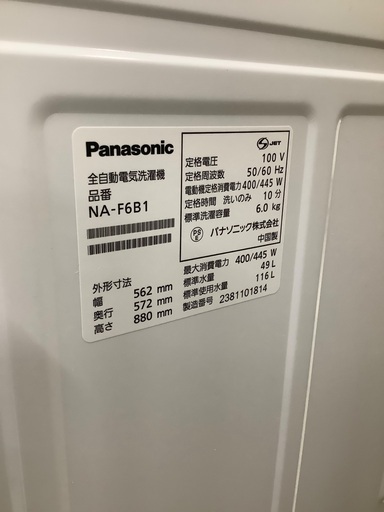 Panasonic
全自動電気洗濯機
品番
NA-F6B1
外形寸法
幅 562 mm
奥行 572 mm
高さ 880 mm
JET
定格電圧 100 V
定格周波数 50/60 Hz
電動機定格消費電力 400/445 W
定格時間 洗いのみ 10 分
標準洗濯容量 6.0 kg
PS
E
パナソニック株式会社
中国製
最大消費電力 400/445 W
標準水量 49 L
標準使用水量 116 L
製造番号 2381101814